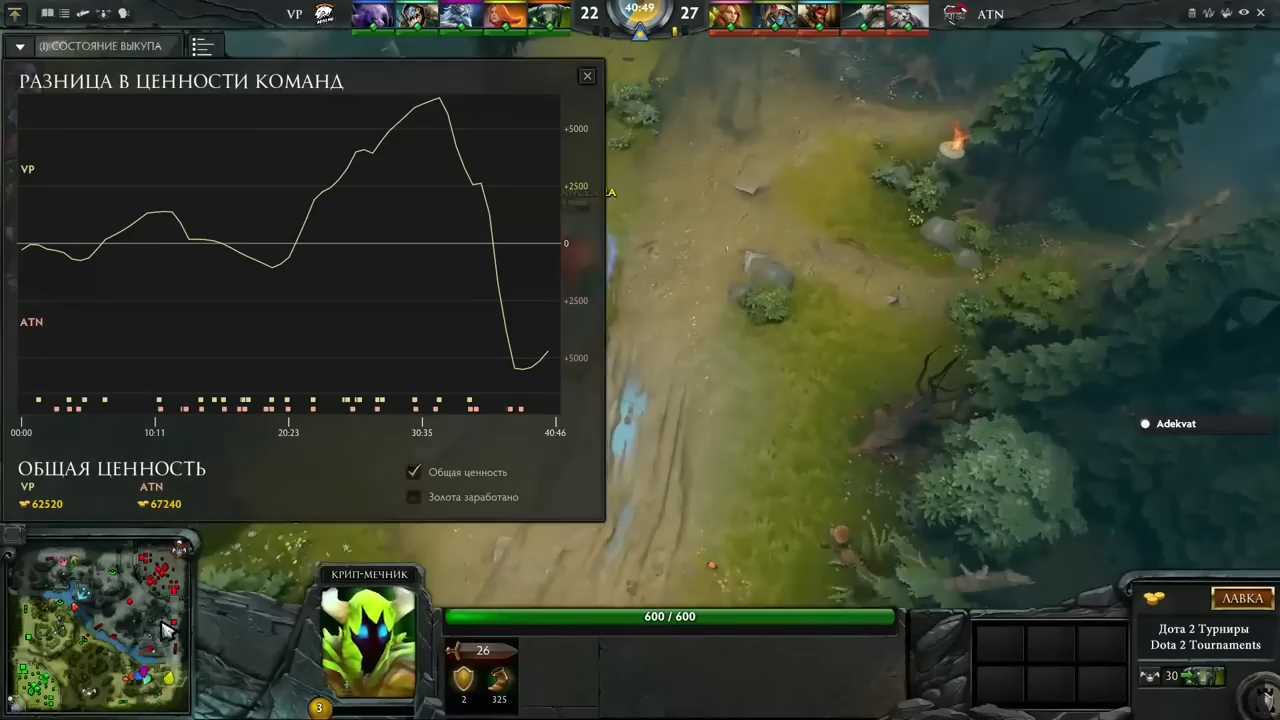 VP
22
40:49
27
ATN
(I) СОСТОЯНИЕ ВЫКУПА
РАЗНИЦА В ЦЕННОСТИ КОМАНД
+5000
VP
+2500
0
ATN
+2500
+5000
00:00
10:11
20:23
30:35
40:46
ОБЩАЯ ЦЕННОСТЬ
VP
ATN
62520
67240
Общая ценность
Золота заработано
Adekvat
КРИП-МЕЧНИК
600 / 600
26
2
325
3
ЛАВКА
Дота 2 Турниры
Dota 2 Tournaments
30